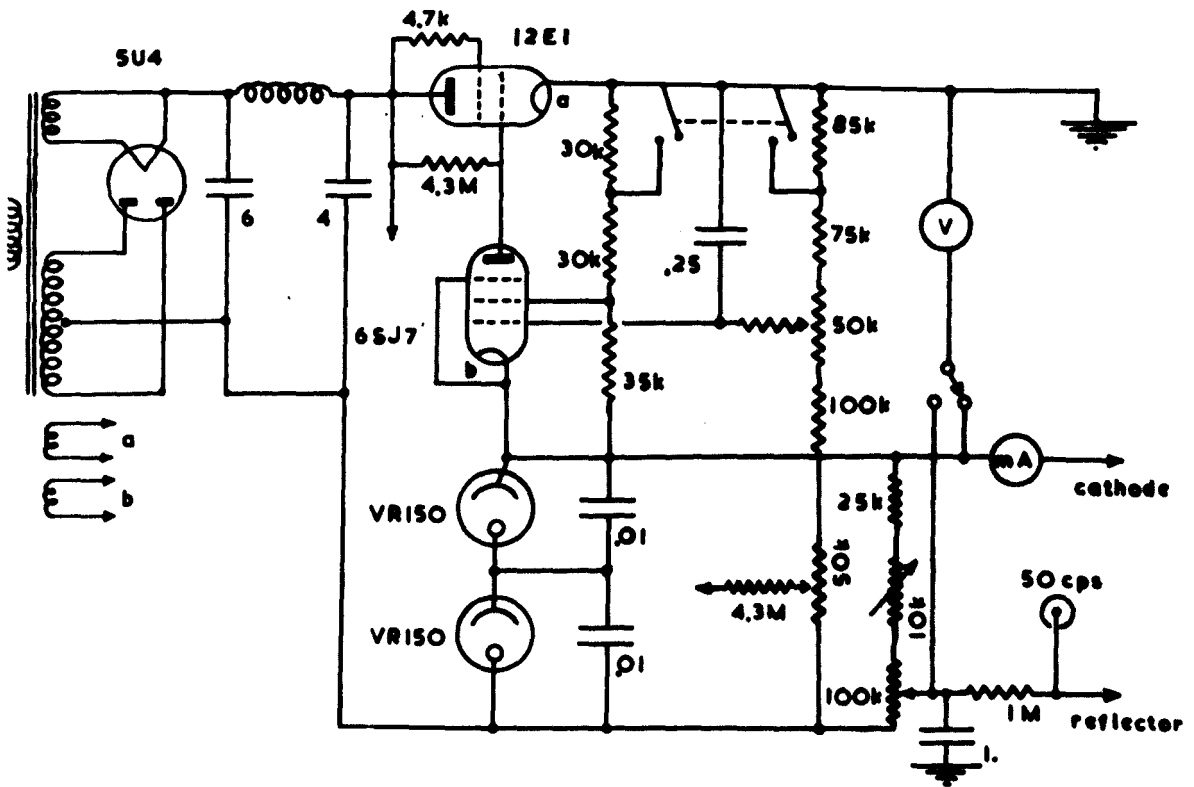 4.7k
12E1
5U4
a
85k
30k
4.3M
6
4
V
75k
30k
.25
6SJ7
50k
b
35k
100k
a
mA
cathode
b
25k
VR150
.01
50k
50 cps
4.3M
10k
VR150
.01
100k
1M
reflector
1.